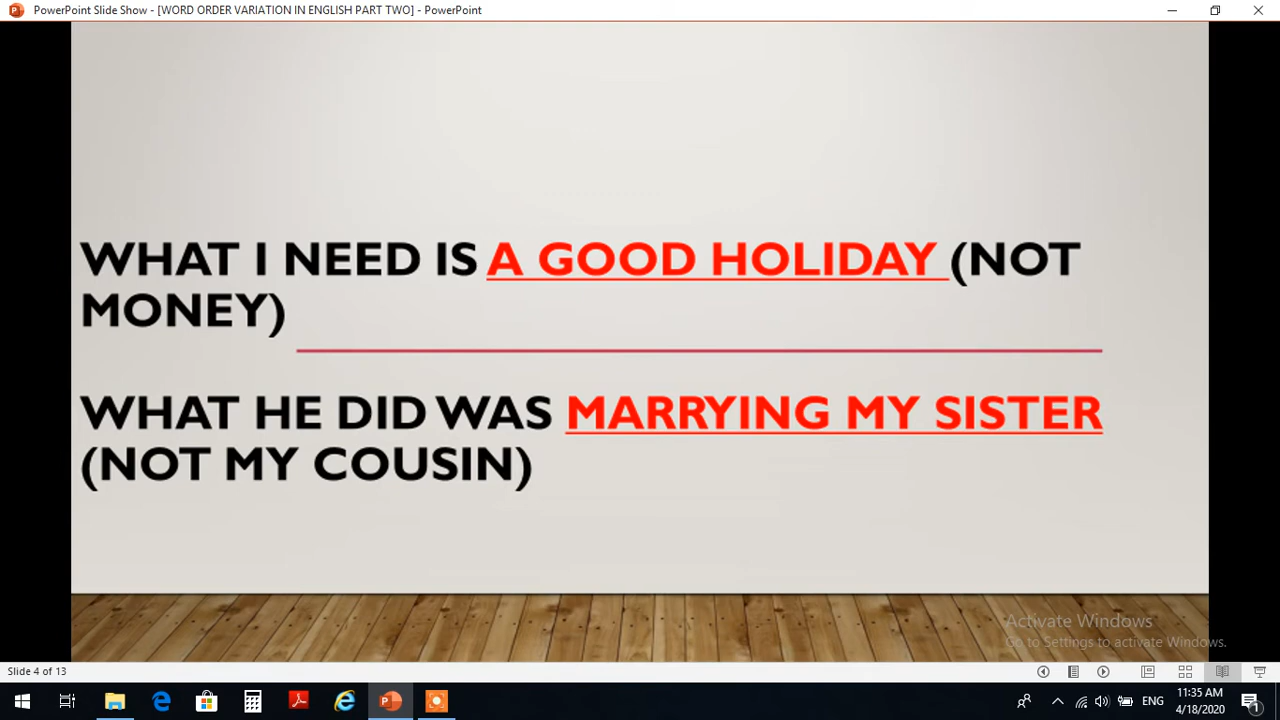 PowerPoint Slide Show - [WORD ORDER VARIATION IN ENGLISH PART TWO] - PowerPoint
WHAT I NEED IS A GOOD HOLIDAY (NOT
MONEY)
WHAT HE DID WAS MARRYING MY SISTER
(NOT MY COUSIN)
Activate Windows
Go to Settings to activate Windows.
Slide 4 of 13
ENG
11:35 AM
4/18/2020
1